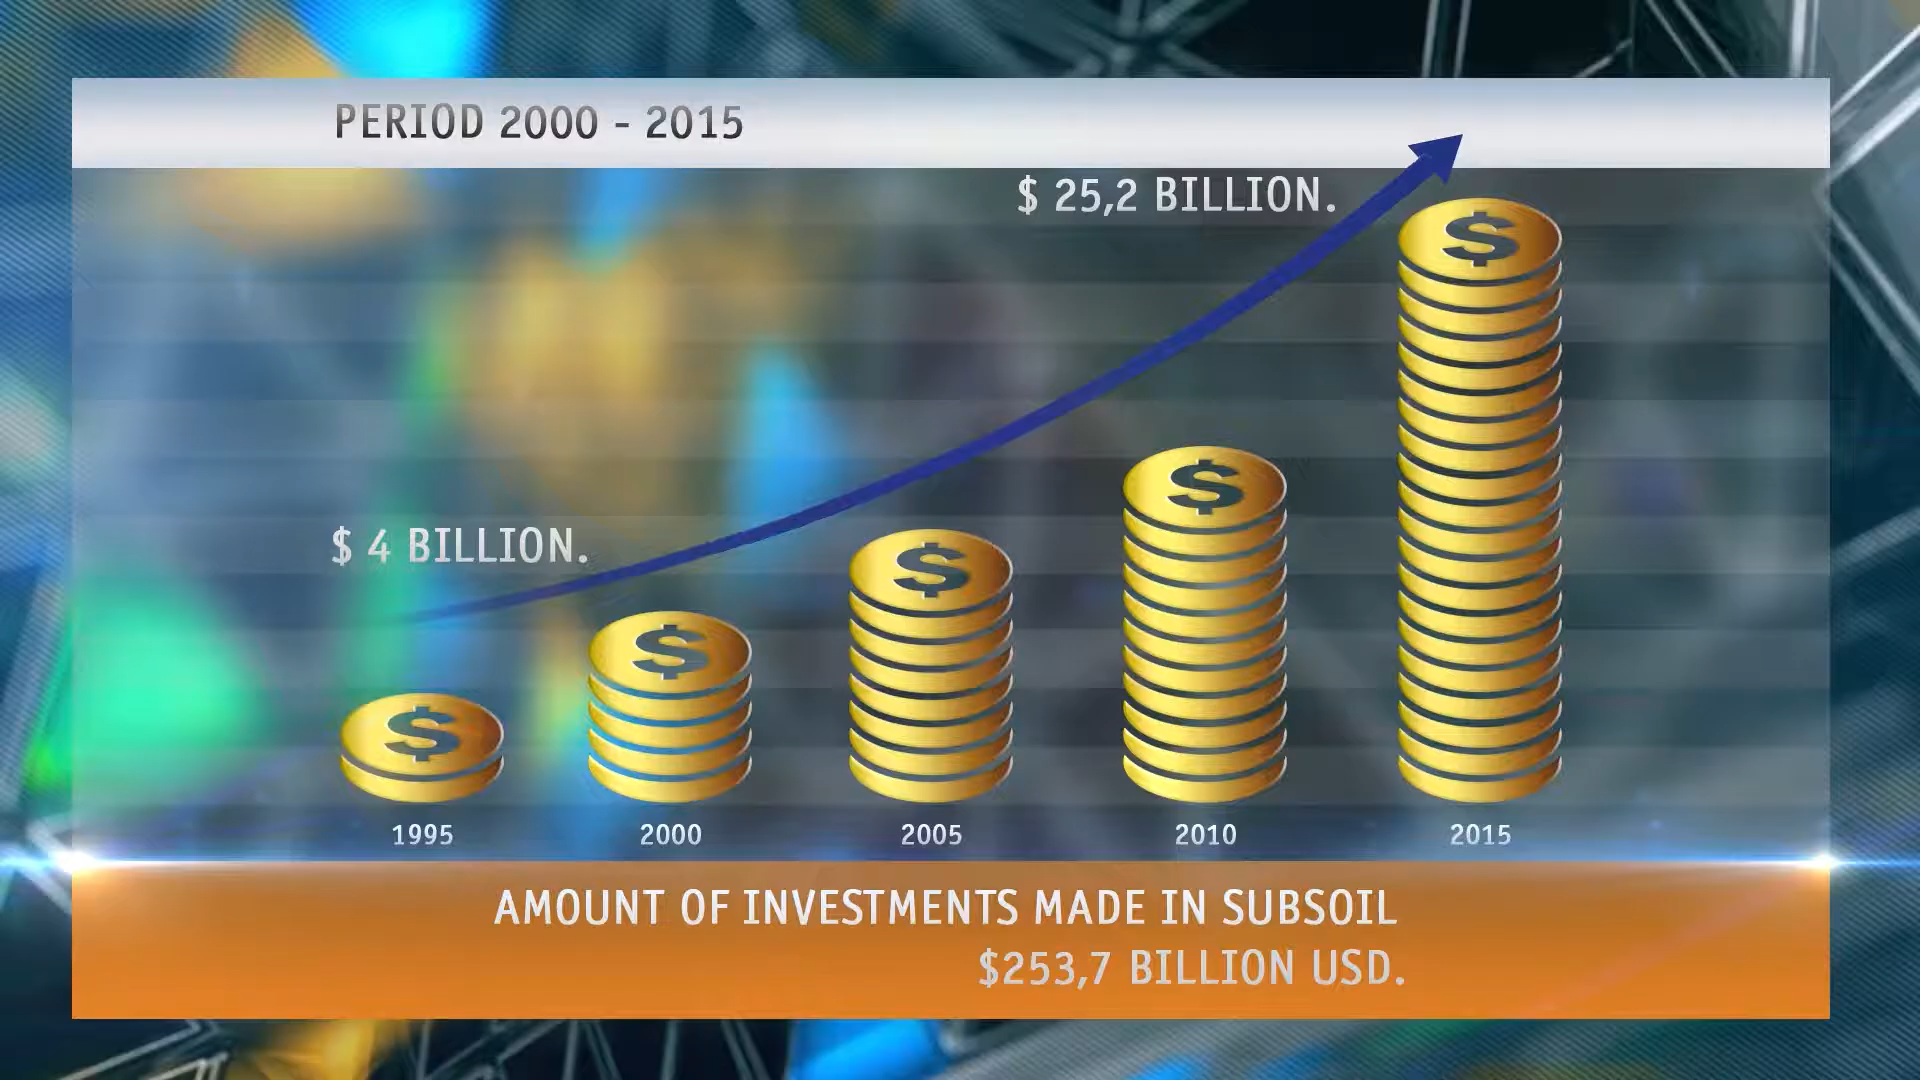 PERIOD 2000 - 2015
$ 25,2 BILLION.
$ 4 BILLION.
$
$
$
$
$
1995
2000
2005
2010
2015
AMOUNT OF INVESTMENTS MADE IN SUBSOIL
$253,7 BILLION USD.